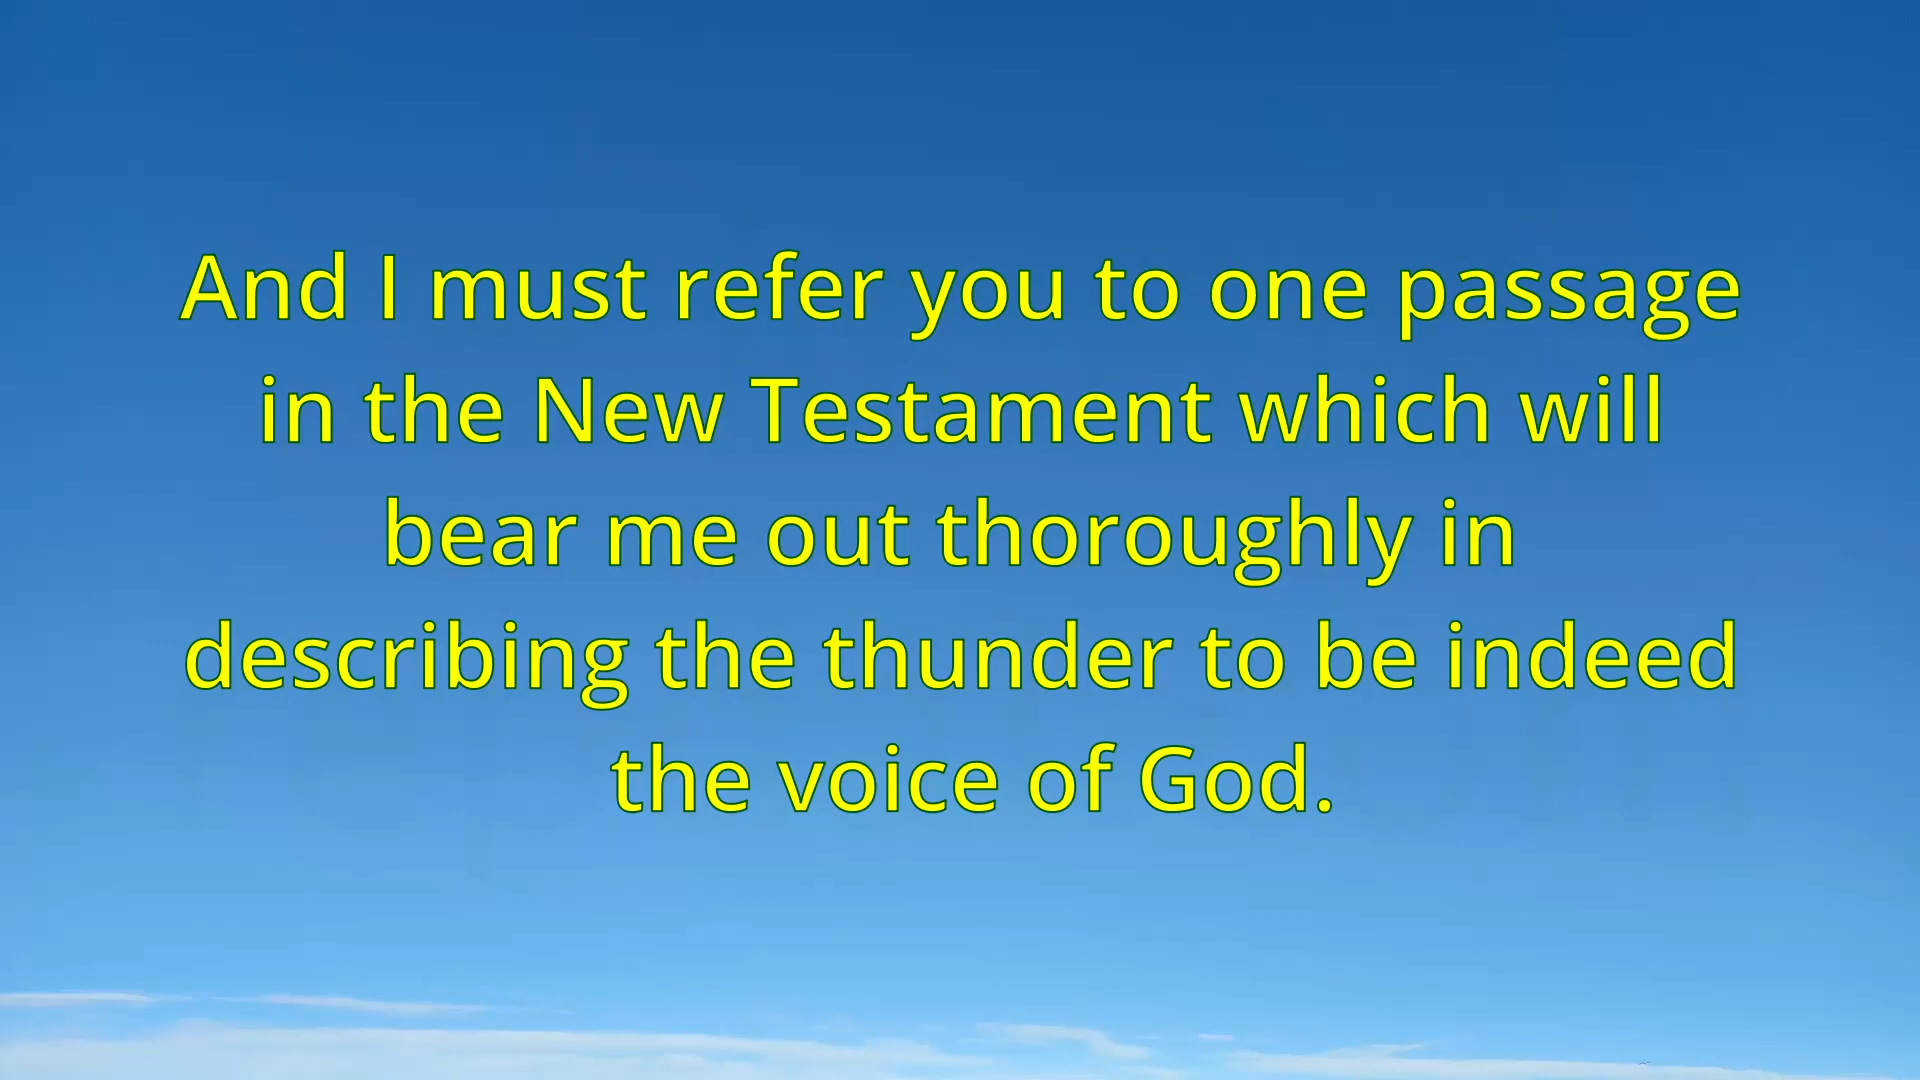 And I must refer you to one passage
in the New Testament which will
bear me out thoroughly in
describing the thunder to be indeed
the voice of God.